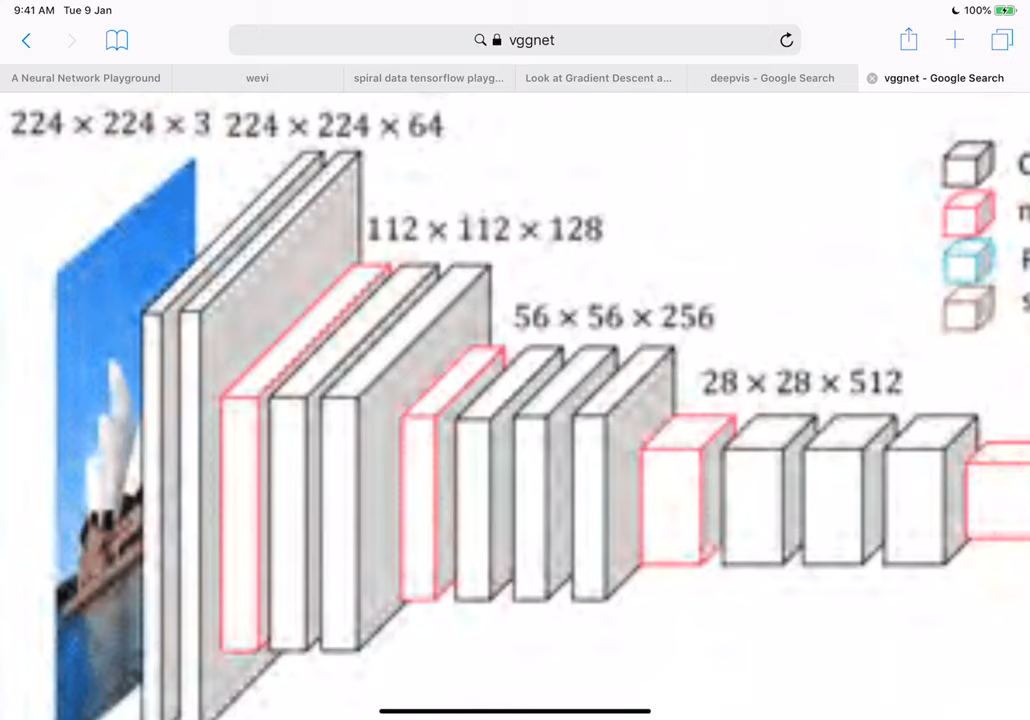 9:41 AM Tue 9 Jan
100%
vggnet
A Neural Network Playground
wevi
spiral data tensorflow playg...
Look at Gradient Descent a...
deepvis - Google Search
vggnet - Google Search
224 × 224 × 3
224 × 224 × 64
112 × 112 × 128
56 × 56 × 256
28 × 28 × 512